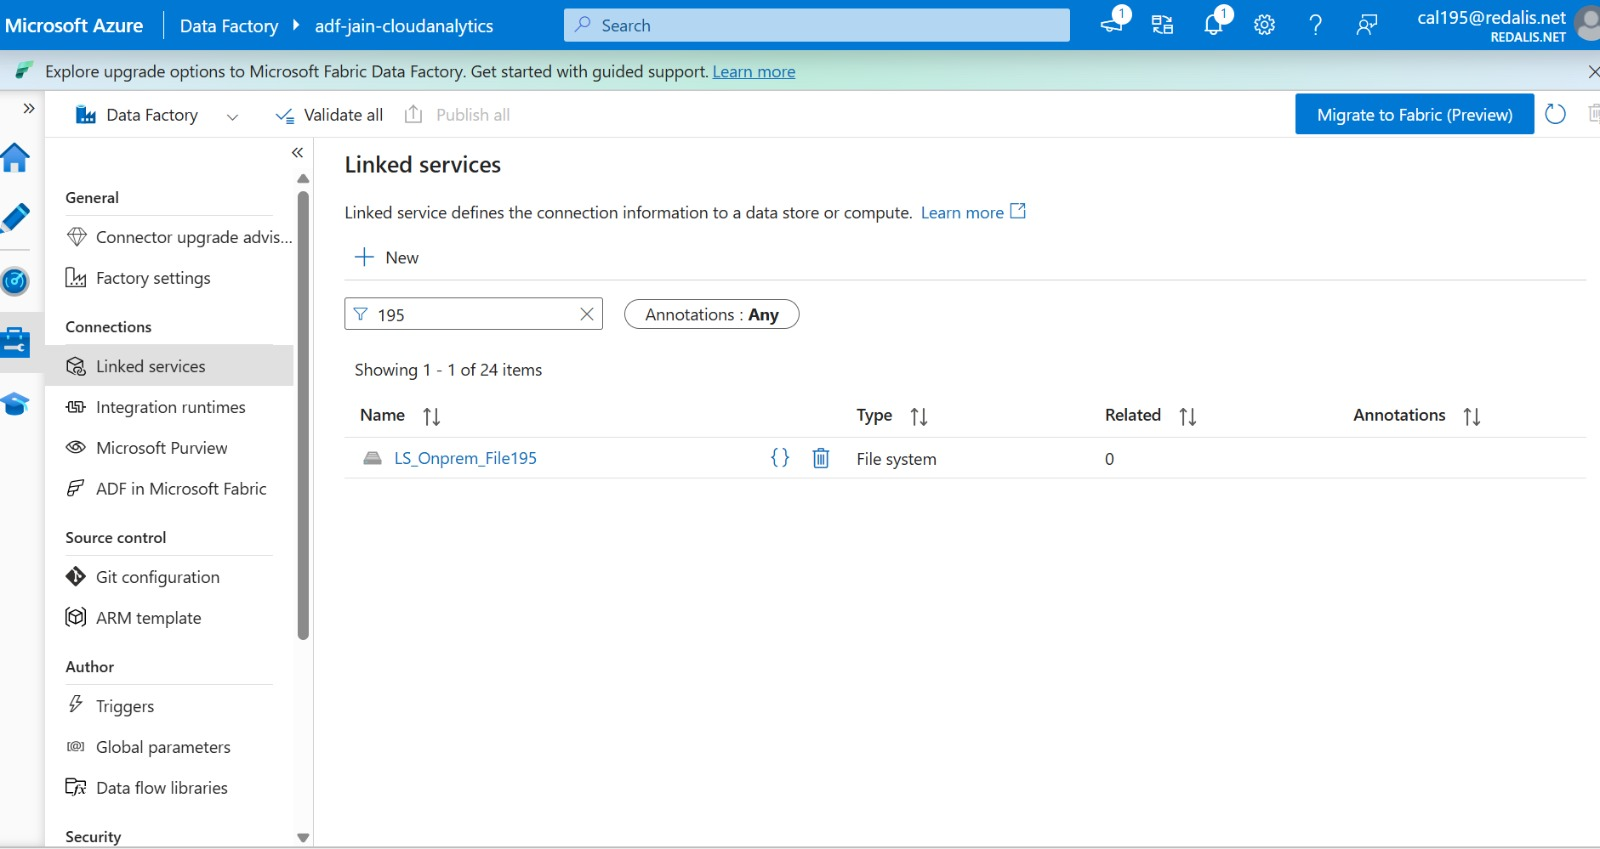 Microsoft Azure
Data Factory
adf-jain-cloudanalytics
Search
1
1
cal195@redalis.net
REDALIS.NET
Explore upgrade options to Microsoft Fabric Data Factory. Get started with guided support. Learn more
Data Factory
Validate all
Publish all
Migrate to Fabric (Preview)
General
Connector upgrade advis...
Factory settings
Connections
Linked services
Integration runtimes
Microsoft Purview
ADF in Microsoft Fabric
Source control
Git configuration
ARM template
Author
Triggers
Global parameters
Data flow libraries
Security
Linked services
Linked service defines the connection information to a data store or compute. Learn more
New
195
Annotations : Any
Showing 1 - 1 of 24 items
Name Type Related Annotations
LS_Onprem_File195 {} File system 0